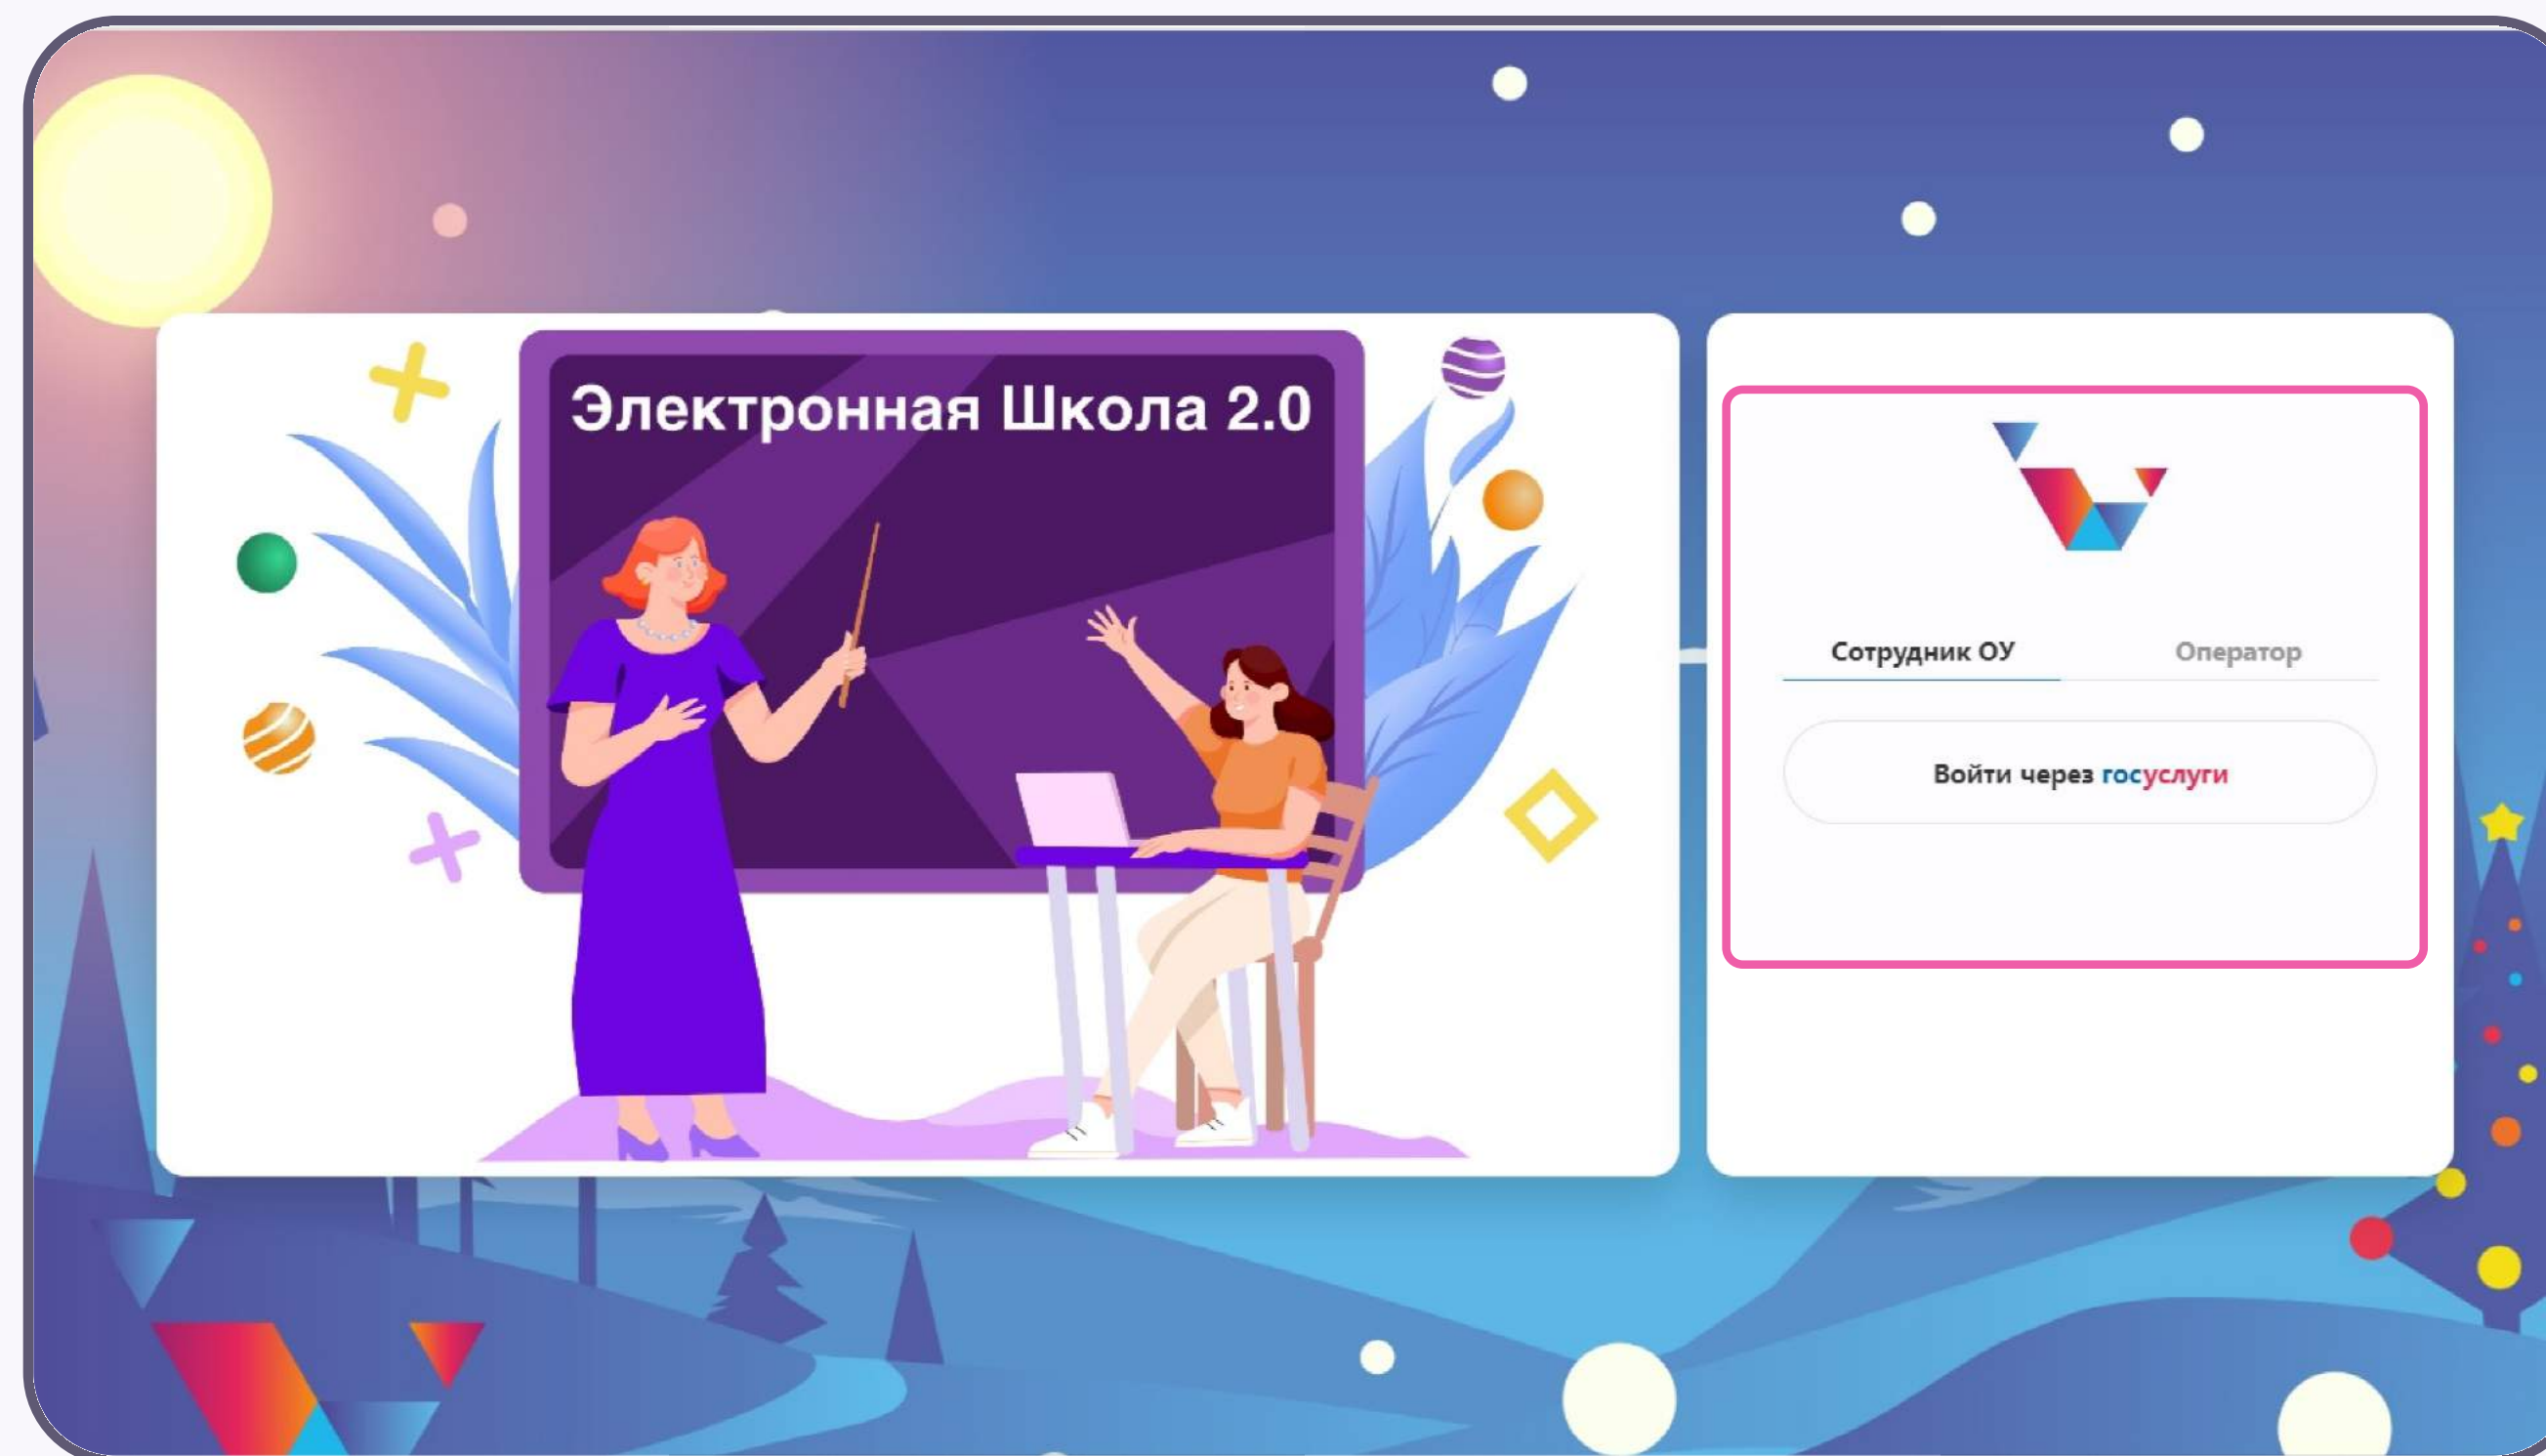 Электронная Школа 2.0
Сотрудник ОУ
Оператор
Войти через госуслуги